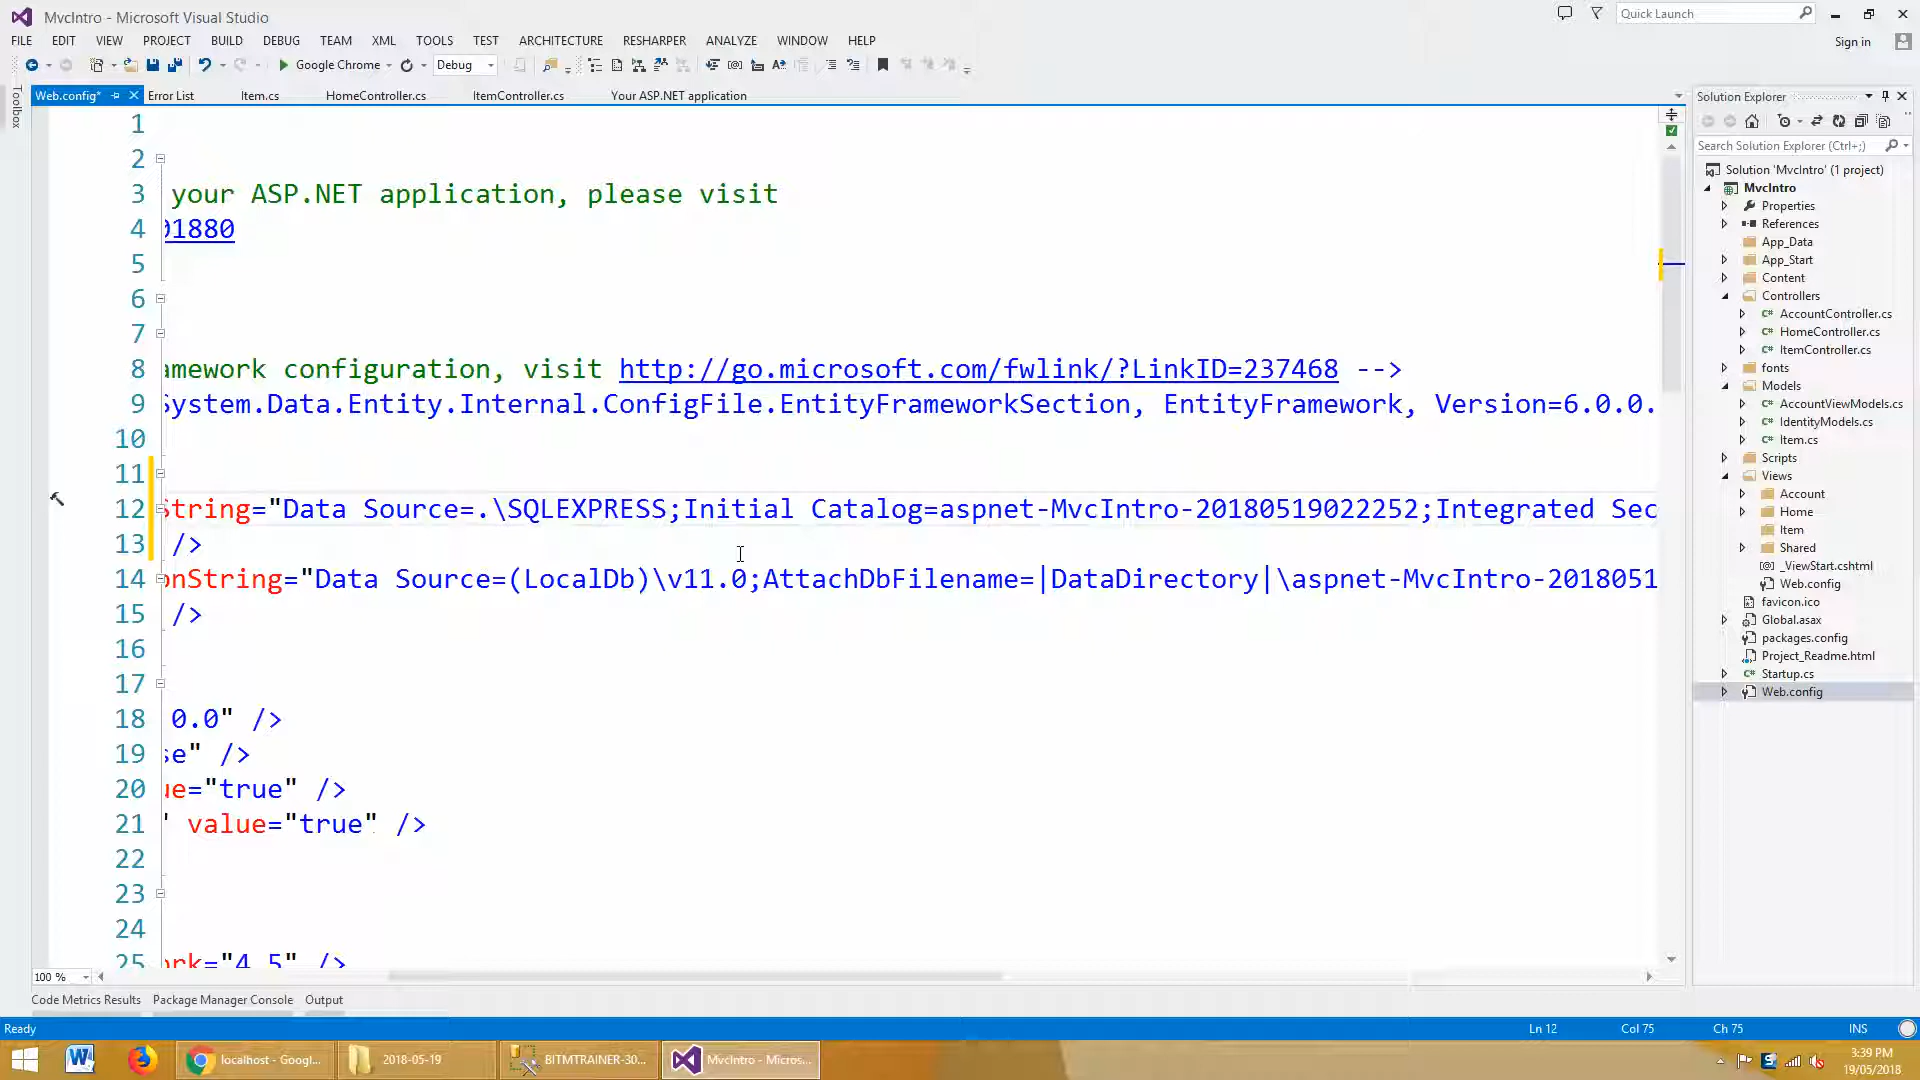 MvcIntro - Microsoft Visual Studio
Quick Launch
FILE EDIT VIEW PROJECT BUILD DEBUG TEAM XML TOOLS TEST ARCHITECTURE RESHARPER ANALYZE WINDOW HELP
Sign in
Google Chrome
Debug
Toolbox
Web.config* Error List Item.cs HomeController.cs ItemController.cs Your ASP.NET application
1
2
3 your ASP.NET application, please visit
4 01880
5
6
7
8 amework configuration, visit http://go.microsoft.com/fwlink/?LinkID=237468 -->
9 System.Data.Entity.Internal.ConfigFile.EntityFrameworkSection, EntityFramework, Version=6.0.0.
10
11
12 String="Data Source=.\SQLEXPRESS;Initial Catalog=aspnet-MvcIntro-20180519022252;Integrated Sec
13 />
14 onString="Data Source=(LocalDb)\v11.0;AttachDbFilename=|DataDirectory|\aspnet-MvcIntro-2018051
15 />
16
17
18 0.0" />
19 se" />
20 ue="true" />
21 " value="true" />
22
23
24
25 ork="4.5" />
100 %
Solution Explorer
Search Solution Explorer (Ctrl+;)
Solution 'MvcIntro' (1 project)
MvcIntro
Properties
References
App_Data
App_Start
Content
Controllers
C# AccountController.cs
C# HomeController.cs
C# ItemController.cs
fonts
Models
C# AccountViewModels.cs
C# IdentityModels.cs
C# Item.cs
Scripts
Views
Account
Home
Item
Shared
_ViewStart.cshtml
Web.config
favicon.ico
Global.asax
packages.config
Project_Readme.html
C# Startup.cs
Web.config
Code Metrics Results Package Manager Console Output
Ready
Ln 12 Col 75 Ch 75 INS
localhost - Googl...
2018-05-19
BITMTRAINER-30...
MvcIntro - Micros...
3:39 PM
19/05/2018